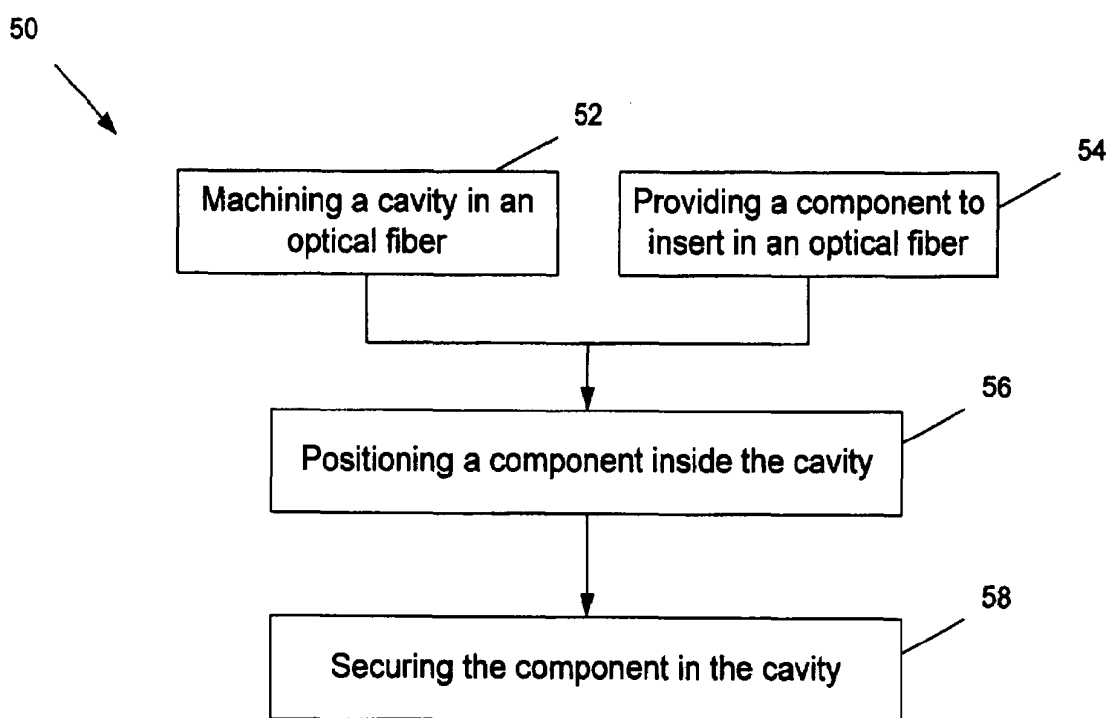 50
52
54
Machining a cavity in an
optical fiber
Providing a component to
insert in an optical fiber
56
Positioning a component inside the cavity
58
Securing the component in the cavity